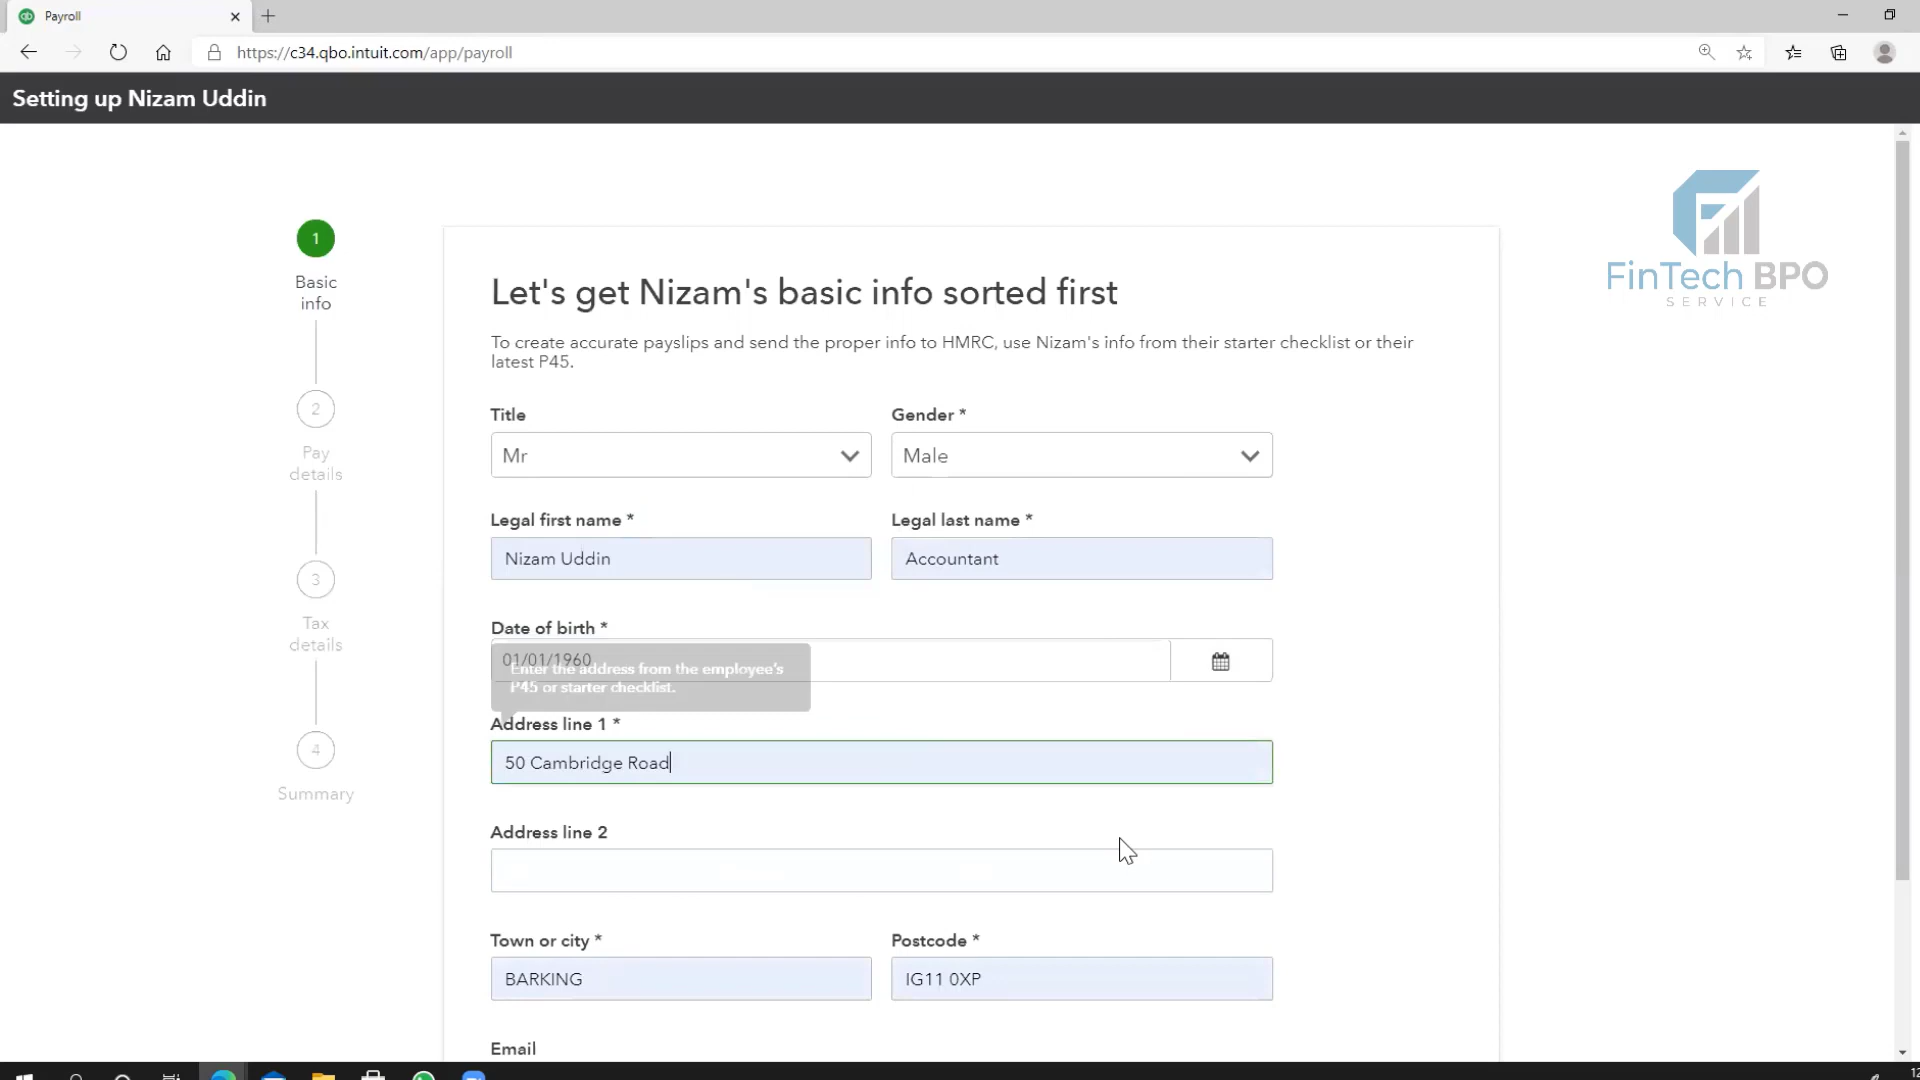 Payroll
https://c34.qbo.intuit.com/app/payroll
Setting up Nizam Uddin
FinTech BPO
SERVICE
1
Basic
info
2
Pay
details
3
Tax
details
4
Summary
Let's get Nizam's basic info sorted first
To create accurate payslips and send the proper info to HMRC, use Nizam's info from their starter checklist or their
latest P45.
Title
Gender *
Mr
Male
Legal first name *
Legal last name *
Nizam Uddin
Accountant
Date of birth *
01/01/1960
Enter the address from the employee's
P45 or starter checklist.
Address line 1 *
50 Cambridge Road
Address line 2
Town or city *
Postcode *
BARKING
IG11 0XP
Email